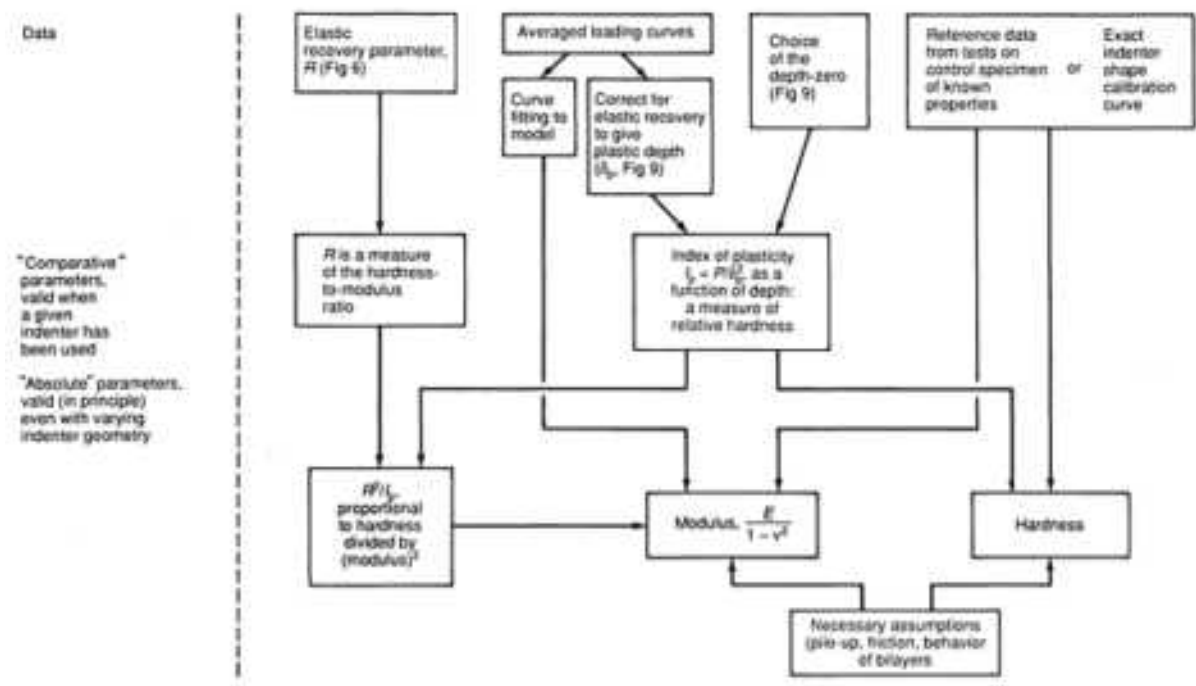 Data
Elastic
recovery parameter,
R (Fig 6)
Averaged loading curves
Curve
fitting to
model
Correct for
elastic recovery
to give
plastic depth
(δp, Fig 9)
Choice
of the
depth-zero
(Fig 9)
Reference data
from tests on
control specimen
of known
properties
or
Exact
indenter
shape
calibration
curve
"Comparative"
parameters,
valid when
a given
indenter has
been used
R is a measure
of the hardness-
to-modulus
ratio
Index of plasticity
as a
function of depth:
a measure of
relative hardness
"Absolute" parameters,
valid (in principle)
even with varying
indenter geometry
proportional
to hardness
divided by
(modulus)²
Modulus, E
1 – ν²
Hardness
Necessary assumptions
(pile-up, friction, behavior
of bilayers